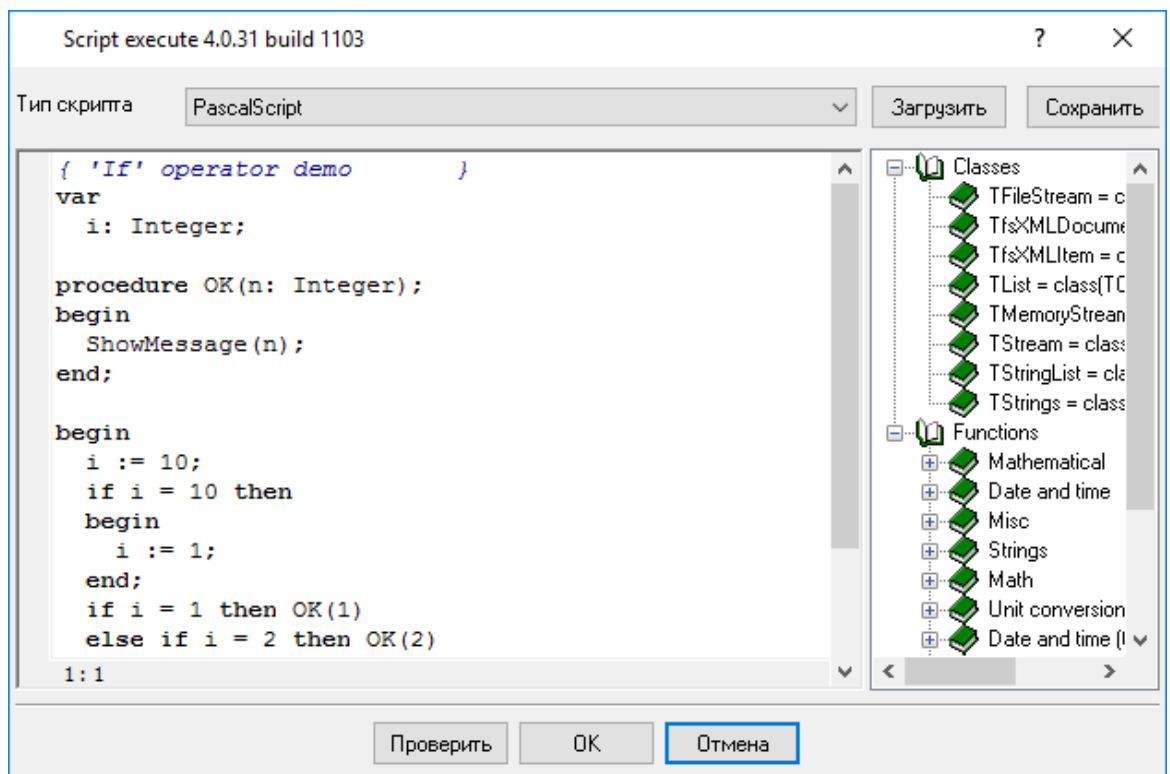 Script execute 4.0.31 build 1103
?
Тип скрипта
PascalScript
Загрузить
Сохранить
{ 'If' operator demo       }
var
  i: Integer;
procedure OK(n: Integer);
begin
  ShowMessage(n);
end;
begin
  i := 10;
  if i = 10 then
  begin
    i := 1;
  end;
  if i = 1 then OK(1)
  else if i = 2 then OK(2)
1:1
Classes
TFileStream = c
TfsXMLDocume
TfsXMLItem = c
TList = class(TC
TMemoryStream
TStream = class
TStringList = cla
TStrings = class
Functions
Mathematical
Date and time
Misc
Strings
Math
Unit conversion
Date and time (
Проверить
OK
Отмена